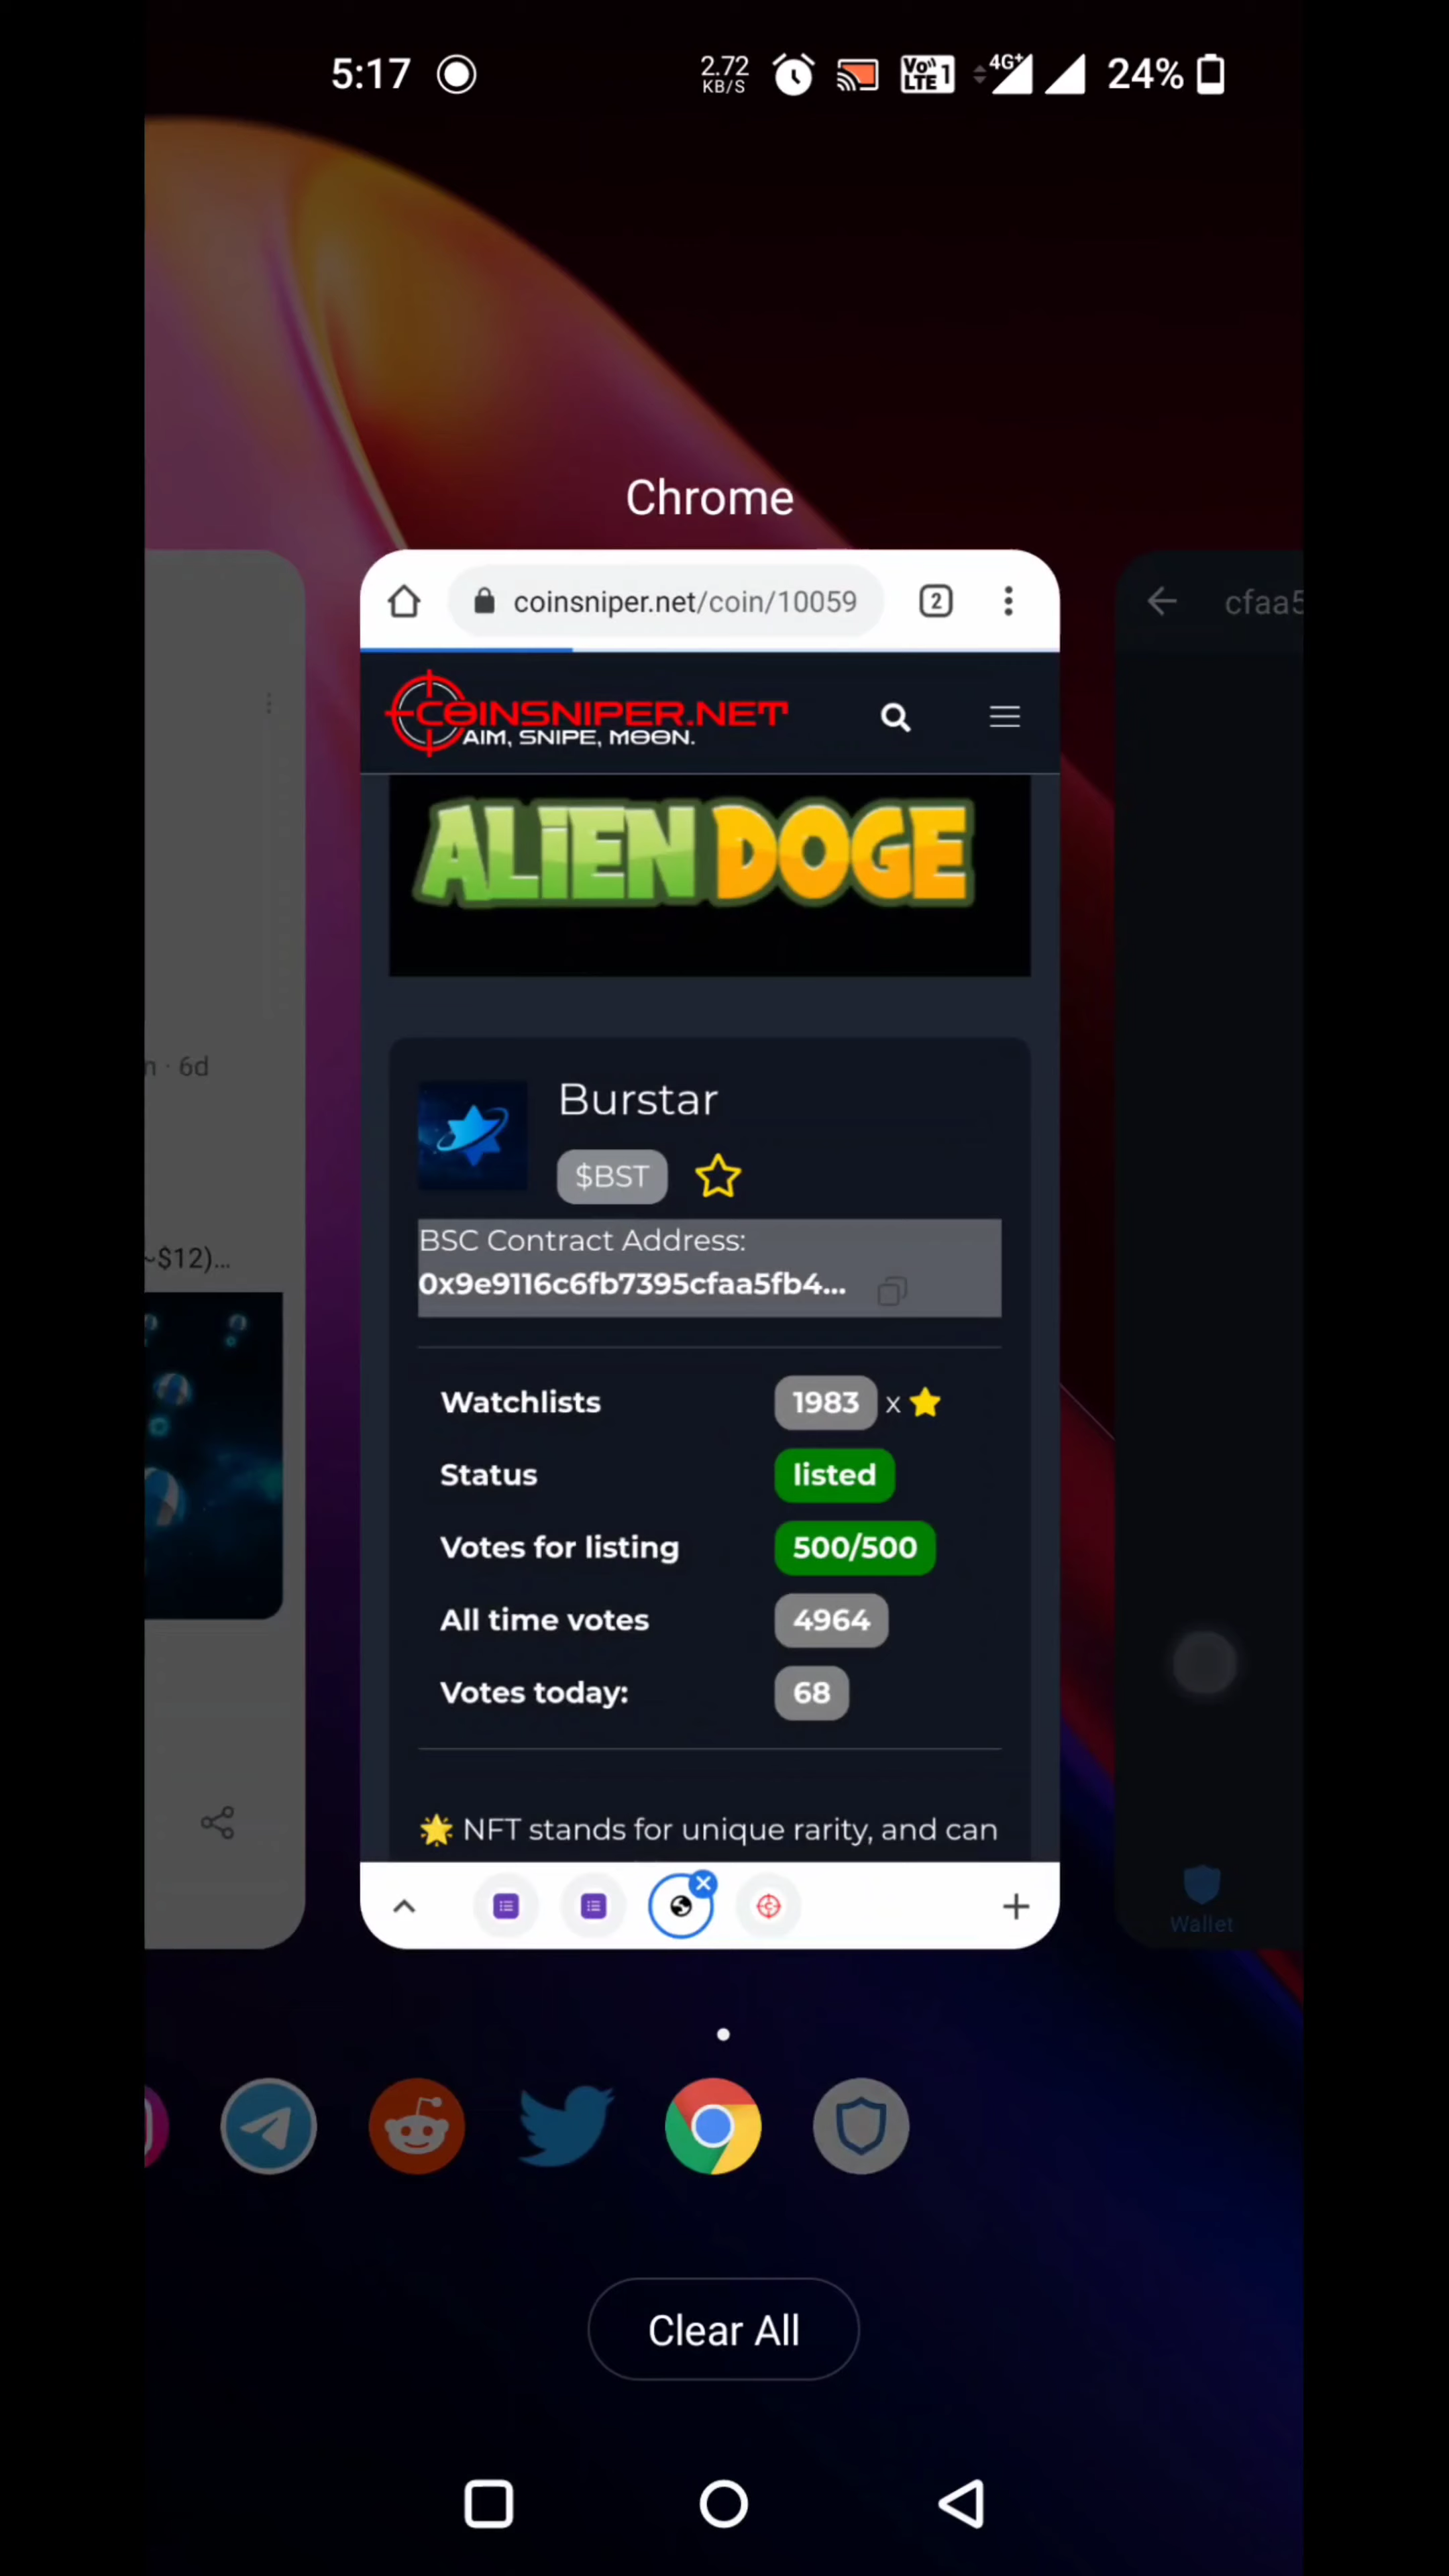 5:17
2.72 KB/S
Vo)) LTE 1
4G+
24%
Chrome
coinsniper.net/coin/10059
2
cfaa5
COINSNIPER.NET
AIM, SNIPE, MOON.
ALIEN DOGE
n · 6d
Burstar
$BST
BSC Contract Address:
0x9e9116c6fb7395cfaa5fb4...
~$12)...
Watchlists 1983 x
Status listed
Votes for listing 500/500
All time votes 4964
Votes today: 68
NFT stands for unique rarity, and can
Wallet
Clear All